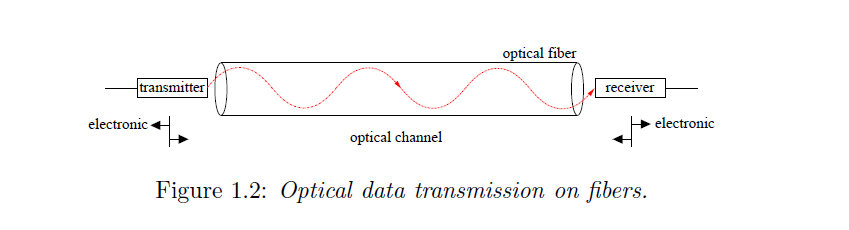 optical fiber
transmitter
receiver
electronic
electronic
optical channel
Figure 1.2: Optical data transmission on fibers.